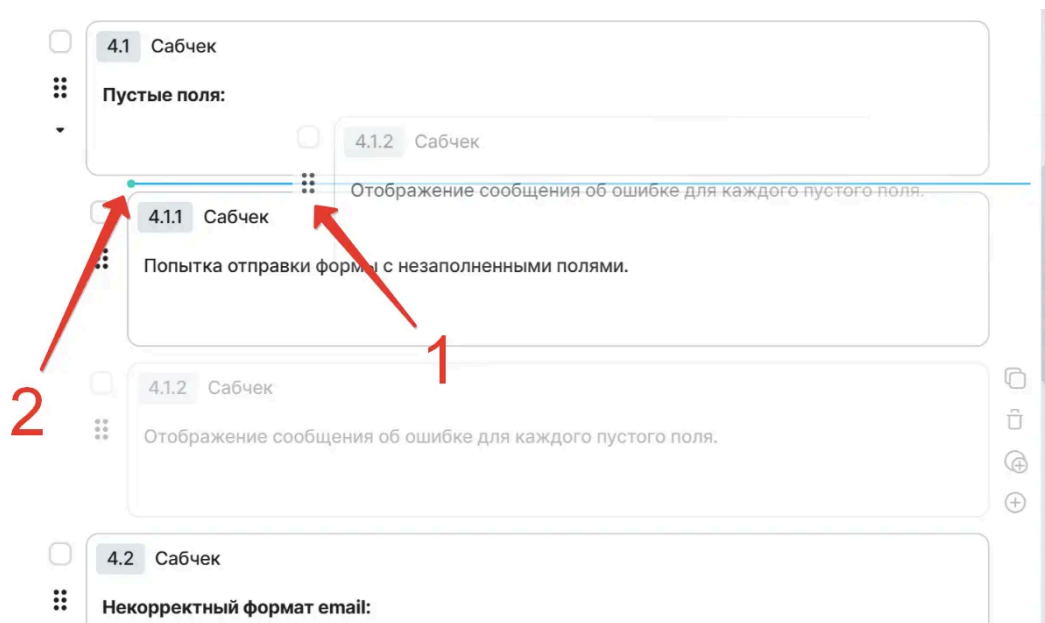 4.1 Сабчек
Пустые поля:
4.1.2 Сабчек
Отображение сообщения об ошибке для каждого пустого поля.
4.1.1 Сабчек
Попытка отправки формы с незаполненными полями.
1
2
4.1.2 Сабчек
Отображение сообщения об ошибке для каждого пустого поля.
4.2 Сабчек
Некорректный формат email: